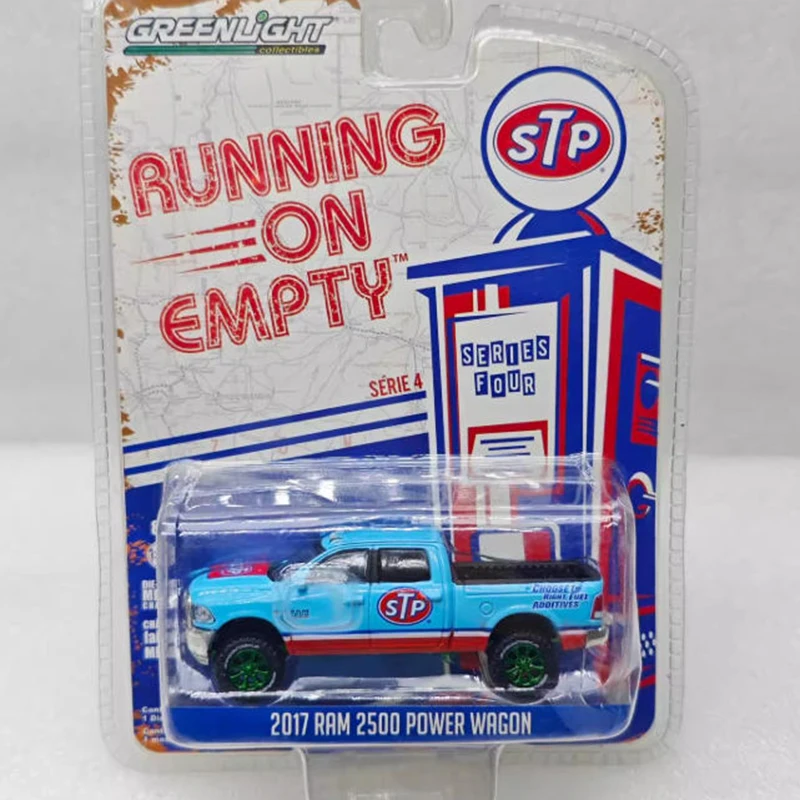 GREENLIGHT
collectibles
RUNNING
ON
EMPTY™
STP
SERIES
FOUR
SÉRIE 4
STP
STP
CHOOSE
RIGHT FUEL
ADDITIVES
2017 RAM 2500 POWER WAGON